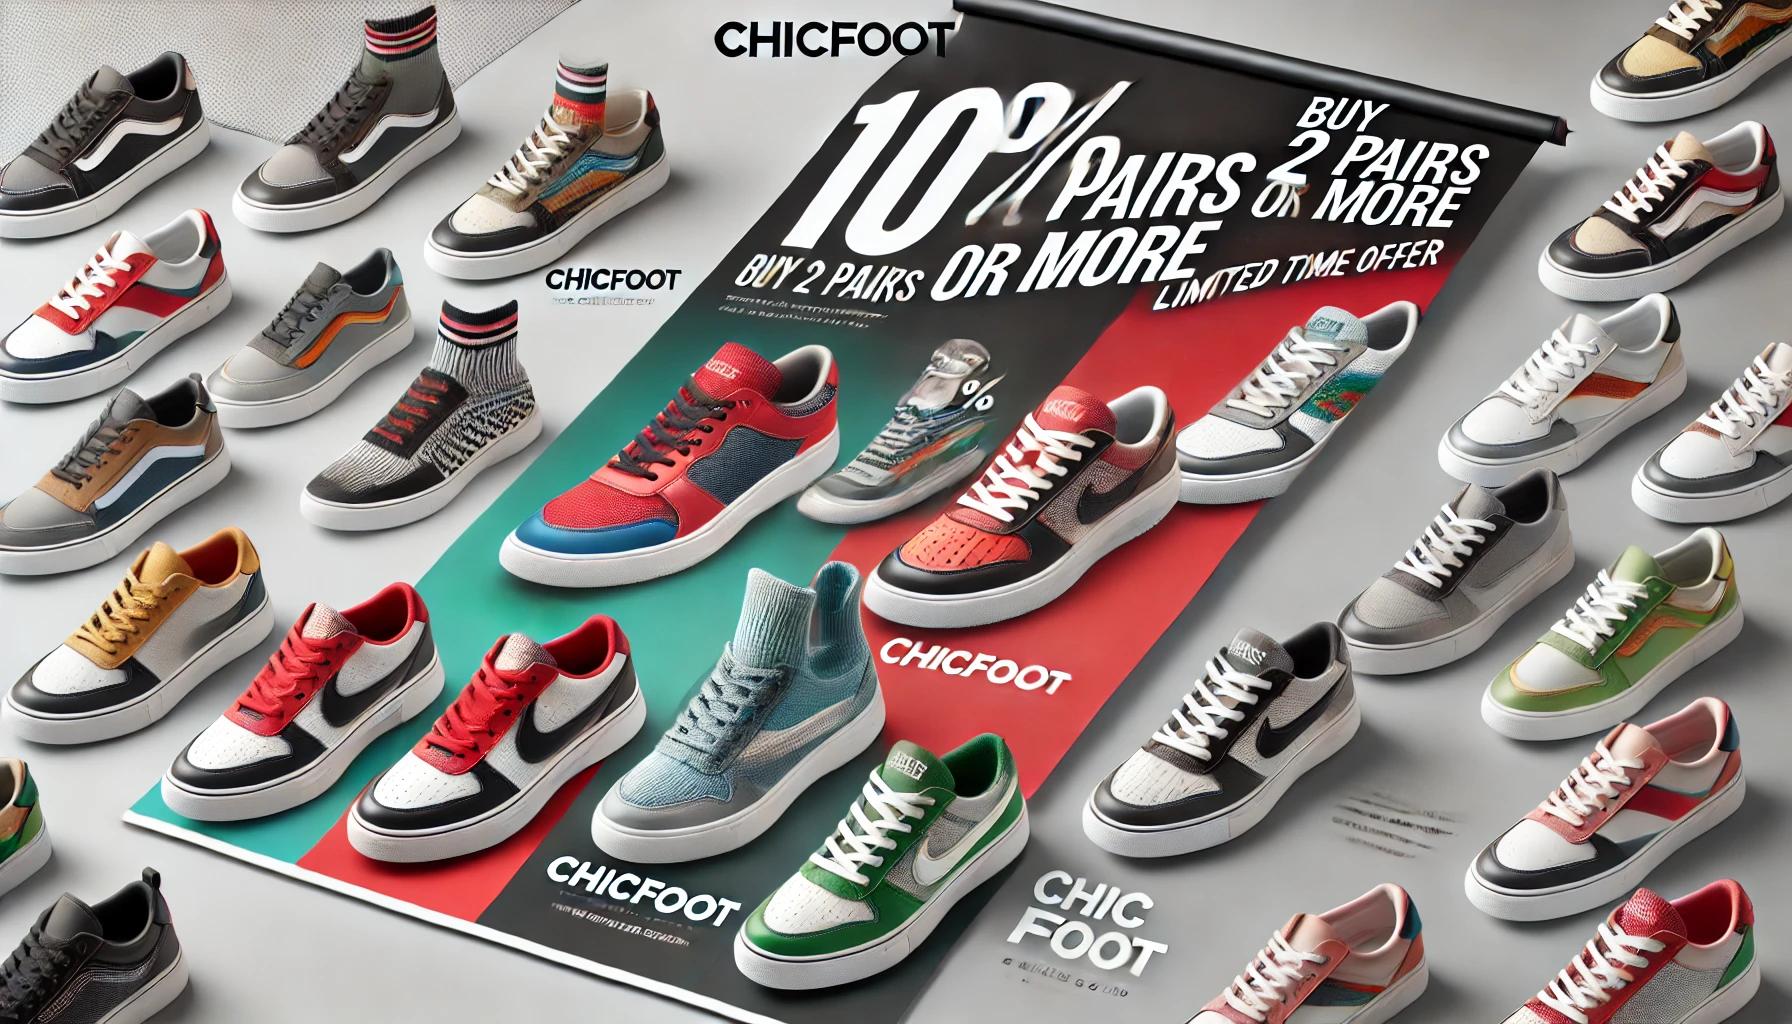 CHICFOOT
10% PAIRS
BUY 2 PAIRS OR MORE
BUY
2 PAIRS
OR MORE
LIMITED TIME OFFER
CHICFOOT
%
CHICFOOT
CHICFOOT
CHIC
FOOT